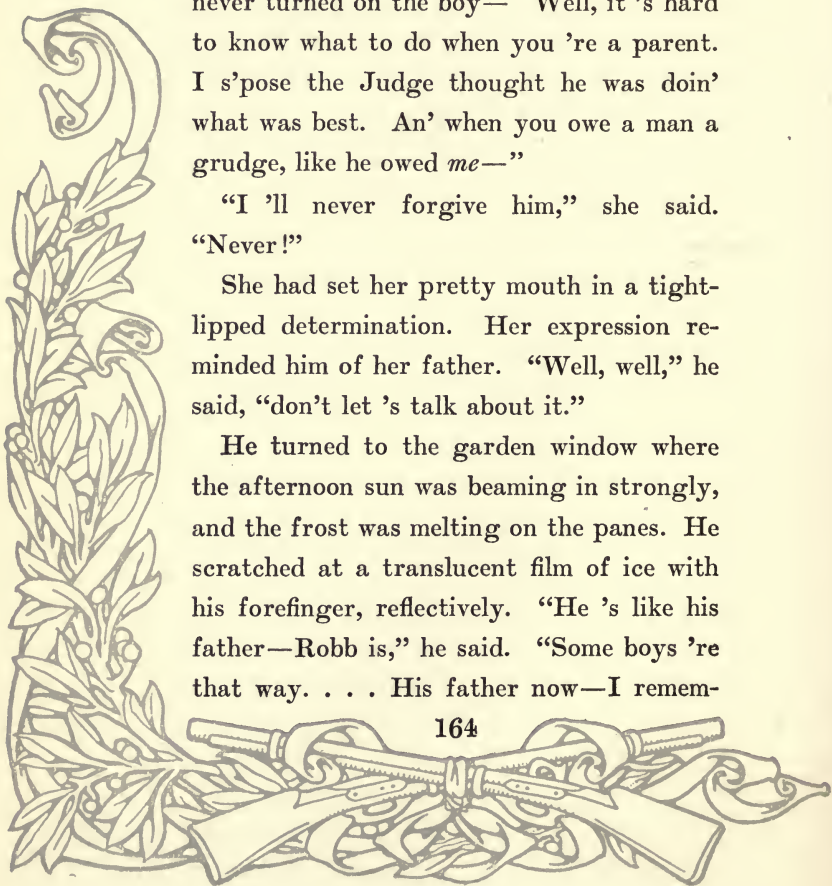 never turned on the boy— "Well, it 's hard
to know what to do when you 're a parent.
I s'pose the Judge thought he was doin'
what was best. An' when you owe a man a
grudge, like he owed me—"
"I 'll never forgive him," she said.
"Never!"
She had set her pretty mouth in a tight-
lipped determination. Her expression re-
minded him of her father. "Well, well," he
said, "don't let 's talk about it."
He turned to the garden window where
the afternoon sun was beaming in strongly,
and the frost was melting on the panes. He
scratched at a translucent film of ice with
his forefinger, reflectively. "He 's like his
father—Robb is," he said. "Some boys 're
that way. . . . His father now—I remem-
164